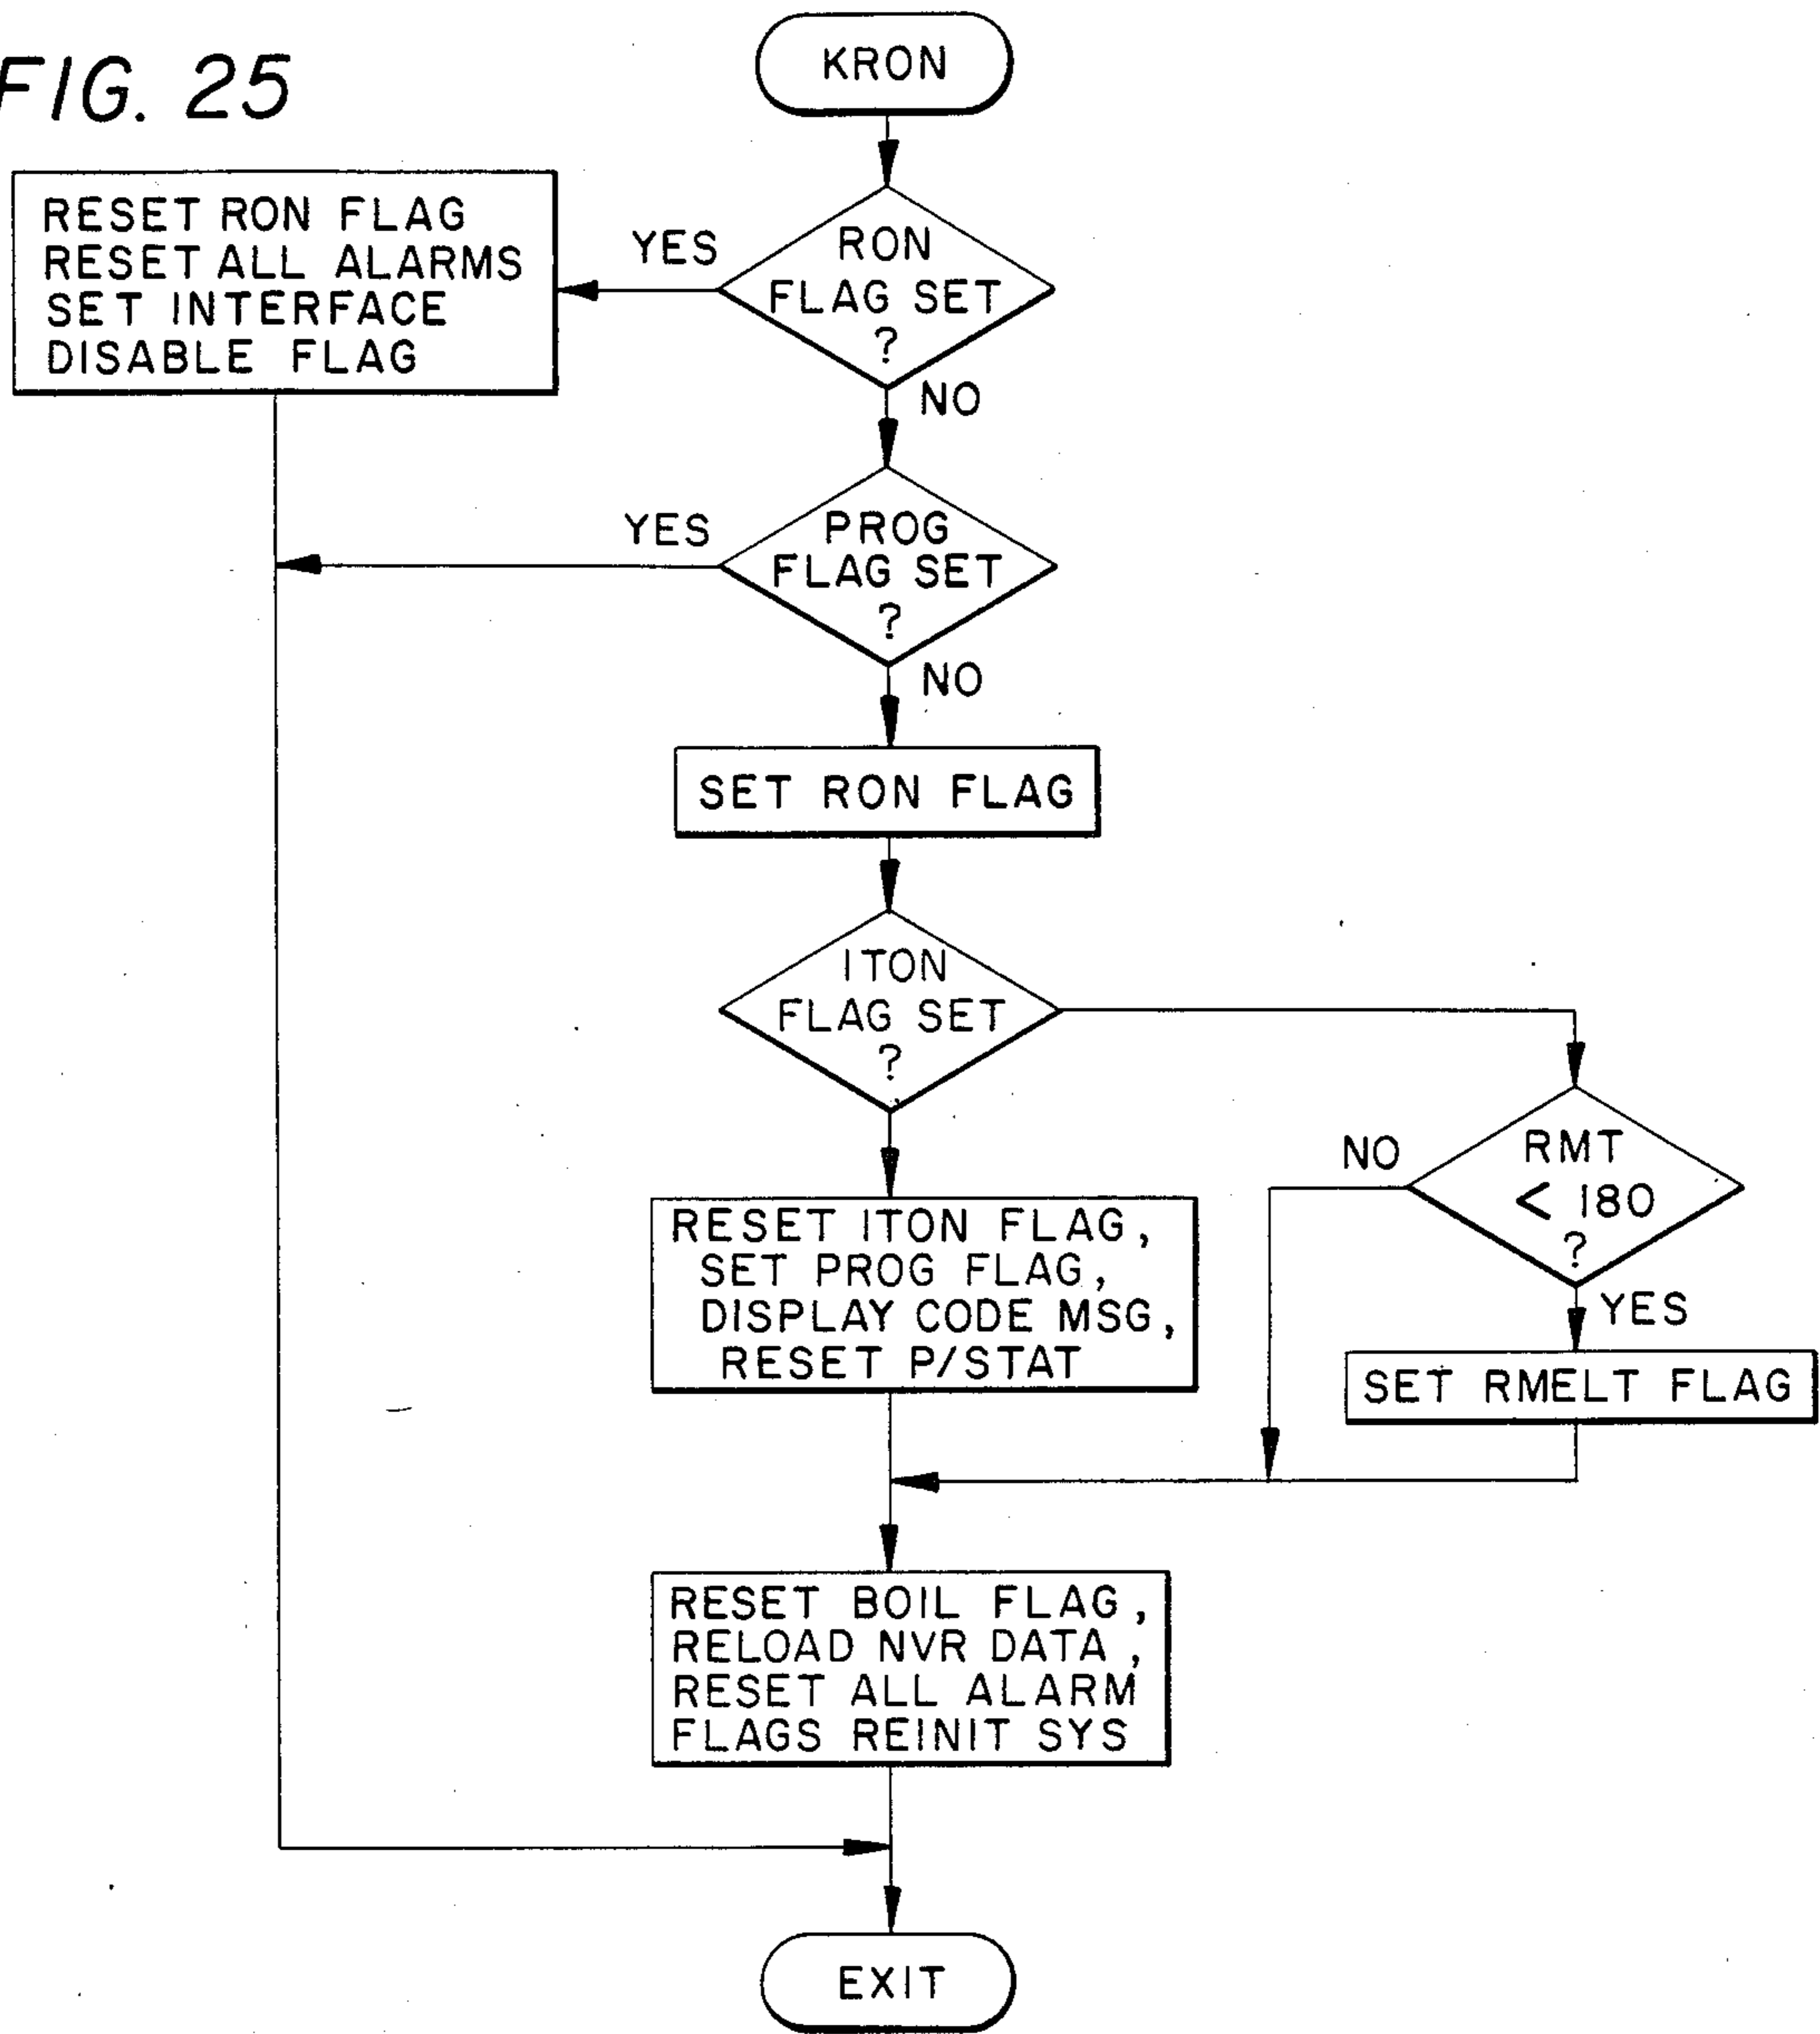 FIG. 25
KRON
RESET RON FLAG
RESET ALL ALARMS
SET INTERFACE
DISABLE FLAG
YES
RON
FLAG SET
?
NO
YES
PROG
FLAG SET
?
NO
SET RON FLAG
ITON
FLAG SET
?
NO
RMT
< 180
?
YES
RESET ITON FLAG,
SET PROG FLAG,
DISPLAY CODE MSG,
RESET P/STAT
SET RMELT FLAG
RESET BOIL FLAG,
RELOAD NVR DATA,
RESET ALL ALARM
FLAGS REINIT SYS
EXIT